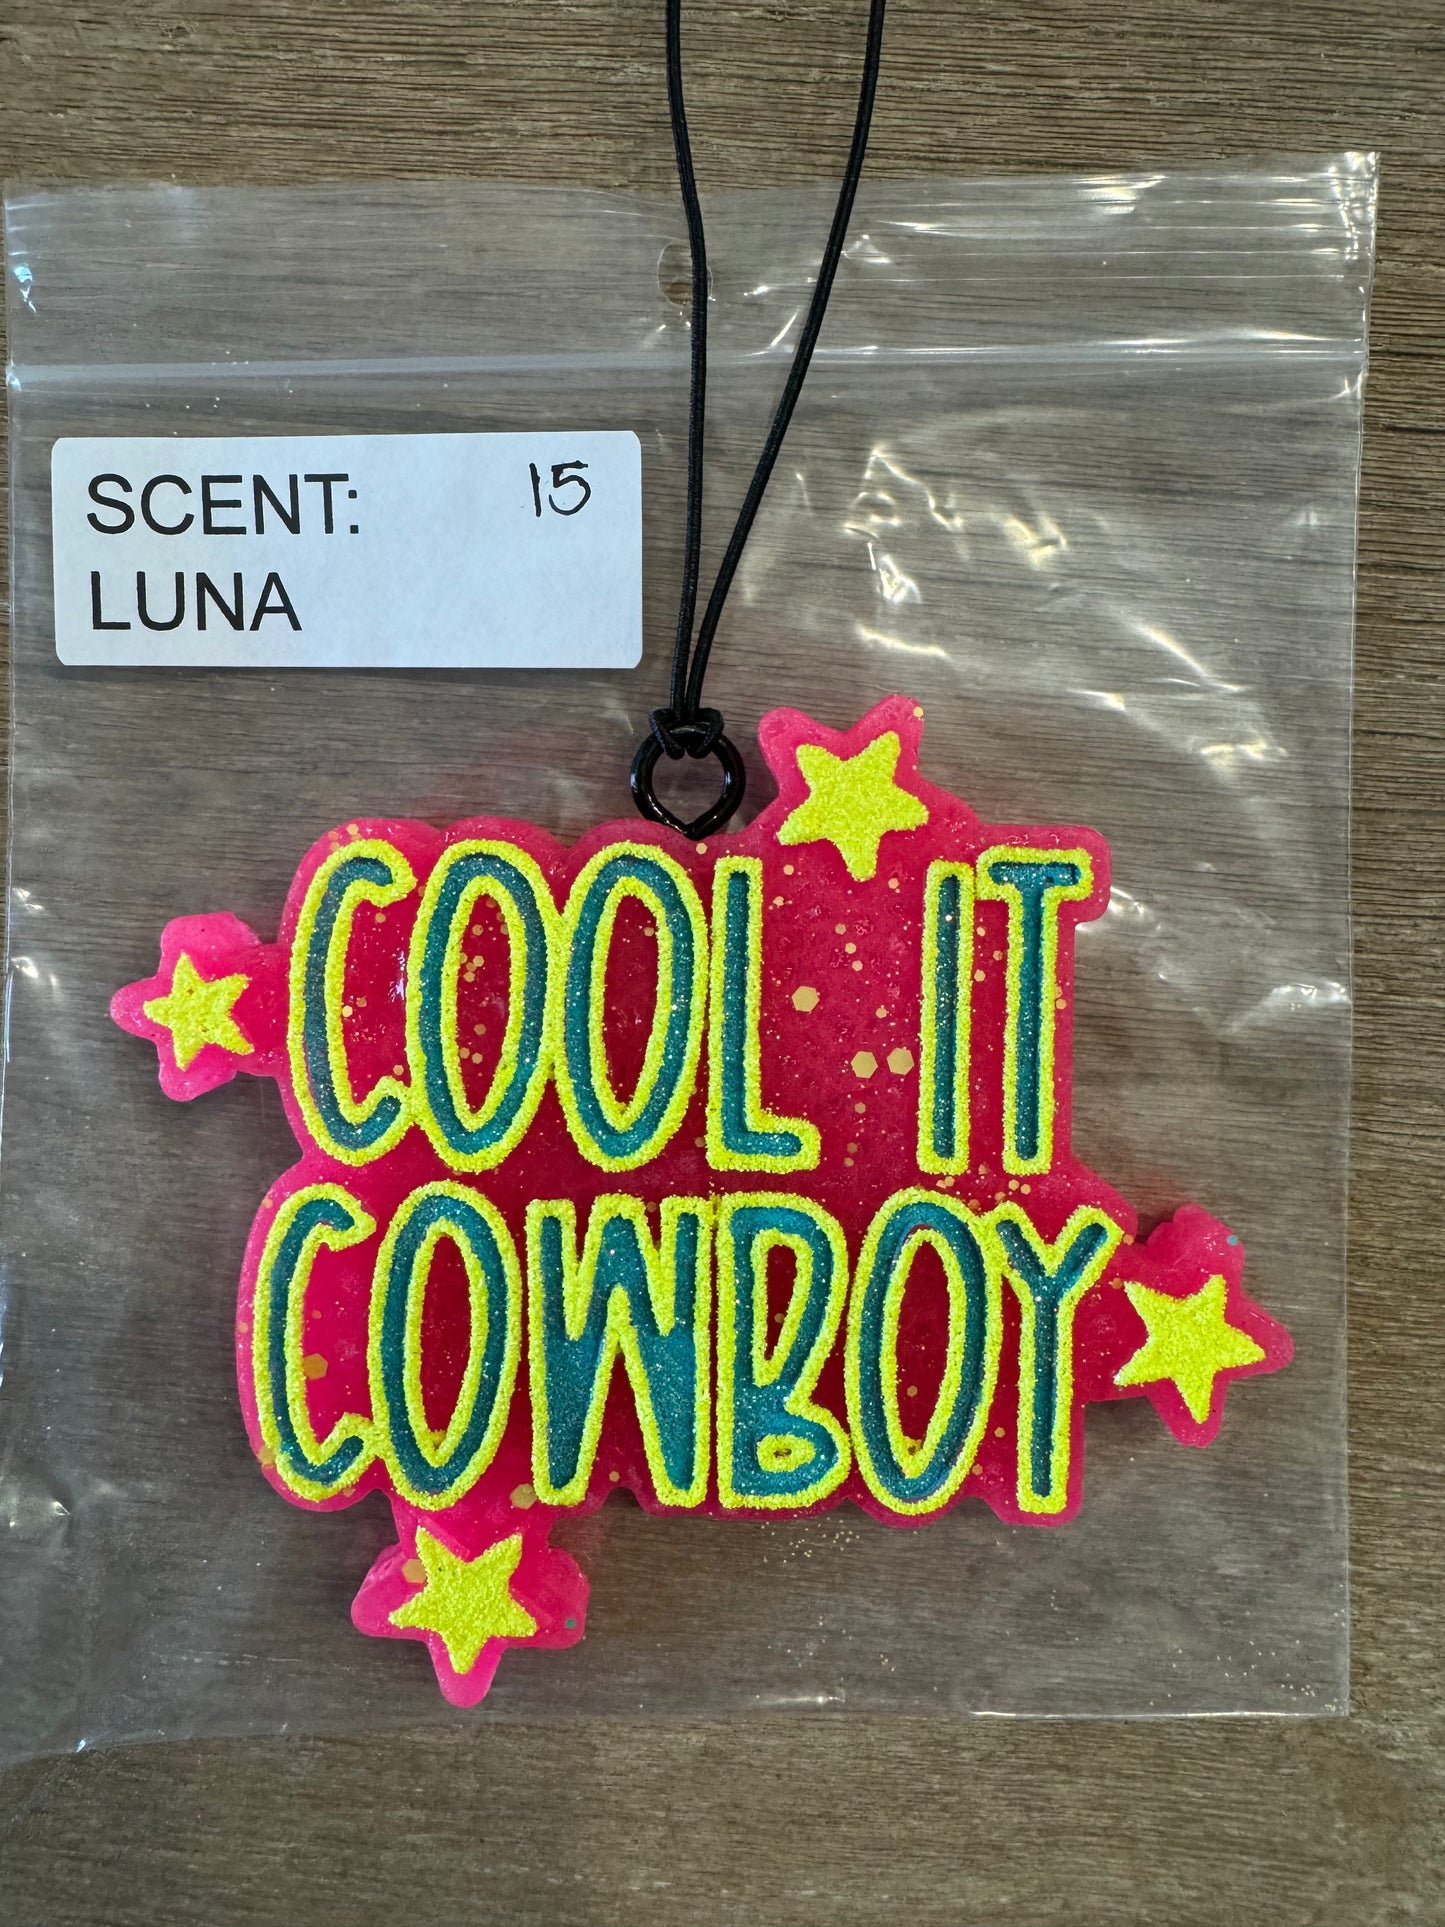 SCENT: 15
LUNA
COOL IT
COWBOY